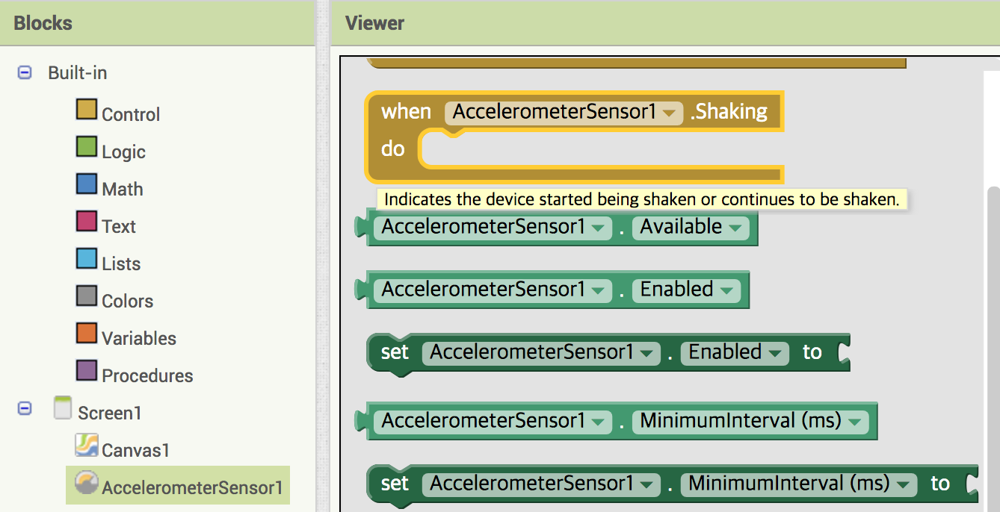 Blocks
Built-in
Control
Logic
Math
Text
Lists
Colors
Variables
Procedures
Screen1
Canvas1
AccelerometerSensor1
Viewer
when AccelerometerSensor1 .Shaking
do
Indicates the device started being shaken or continues to be shaken.
AccelerometerSensor1 . Available
AccelerometerSensor1 . Enabled
set AccelerometerSensor1 . Enabled to
AccelerometerSensor1 . MinimumInterval (ms)
set AccelerometerSensor1 . MinimumInterval (ms) to